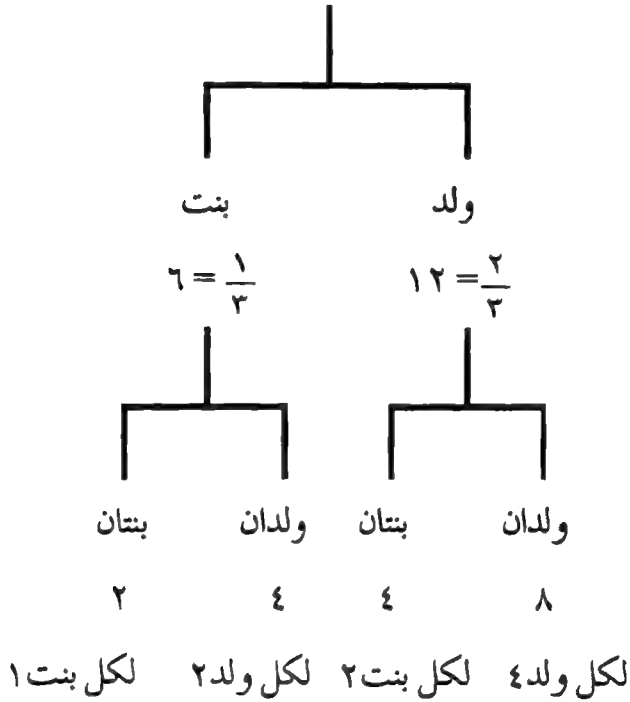 ولد بنت
٢/٣ = ١٢ ١/٣ = ٦
ولدان بنتان ولدان بنتان
٨ ٤ ٤ ٢
لكل ولد ٤ لكل بنت ٢ لكل ولد ٢ لكل بنت ١